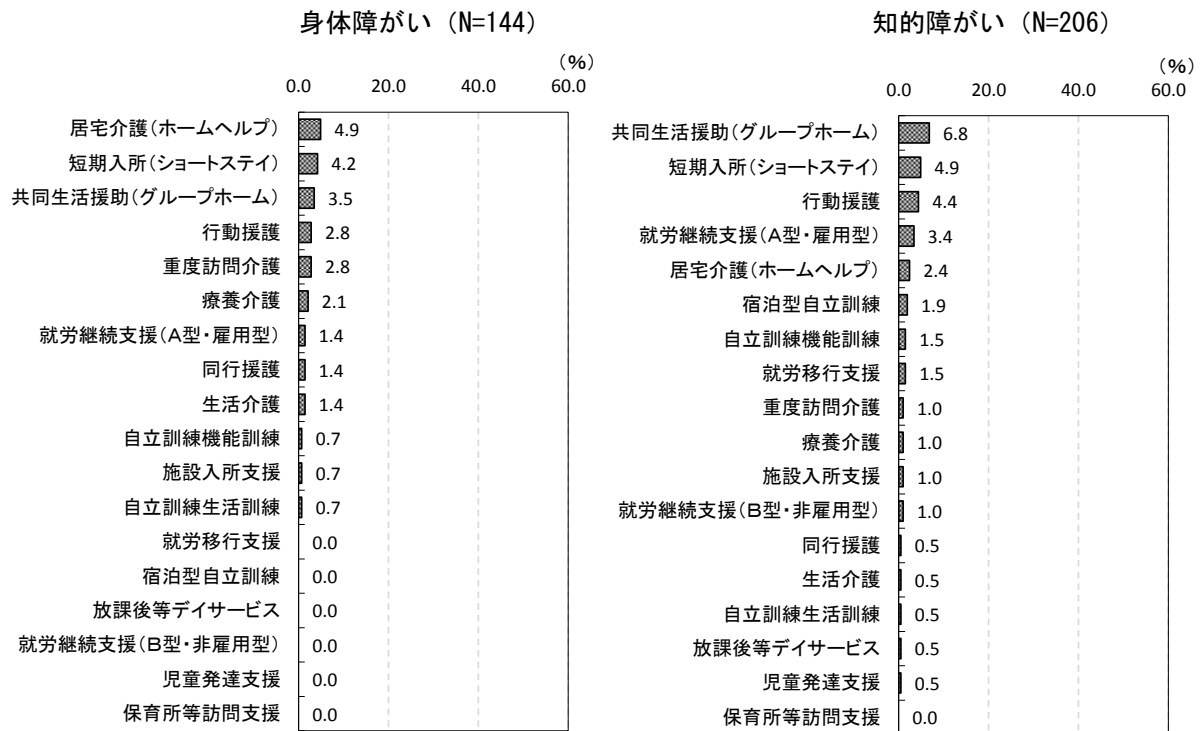 身体障がい（N=144）
（%）
0.0 20.0 40.0 60.0
居宅介護（ホームヘルプ） 4.9
短期入所（ショートステイ） 4.2
共同生活援助（グループホーム） 3.5
行動援護 2.8
重度訪問介護 2.8
療養介護 2.1
就労継続支援（A型・雇用型） 1.4
同行援護 1.4
生活介護 1.4
自立訓練機能訓練 0.7
施設入所支援 0.7
自立訓練生活訓練 0.7
就労移行支援 0.0
宿泊型自立訓練 0.0
放課後等デイサービス 0.0
就労継続支援（B型・非雇用型） 0.0
児童発達支援 0.0
保育所等訪問支援 0.0
知的障がい（N=206）
（%）
0.0 20.0 40.0 60.0
共同生活援助（グループホーム） 6.8
短期入所（ショートステイ） 4.9
行動援護 4.4
就労継続支援（A型・雇用型） 3.4
居宅介護（ホームヘルプ） 2.4
宿泊型自立訓練 1.9
自立訓練機能訓練 1.5
就労移行支援 1.5
重度訪問介護 1.0
療養介護 1.0
施設入所支援 1.0
就労継続支援（B型・非雇用型） 1.0
同行援護 0.5
生活介護 0.5
自立訓練生活訓練 0.5
放課後等デイサービス 0.5
児童発達支援 0.5
保育所等訪問支援 0.0